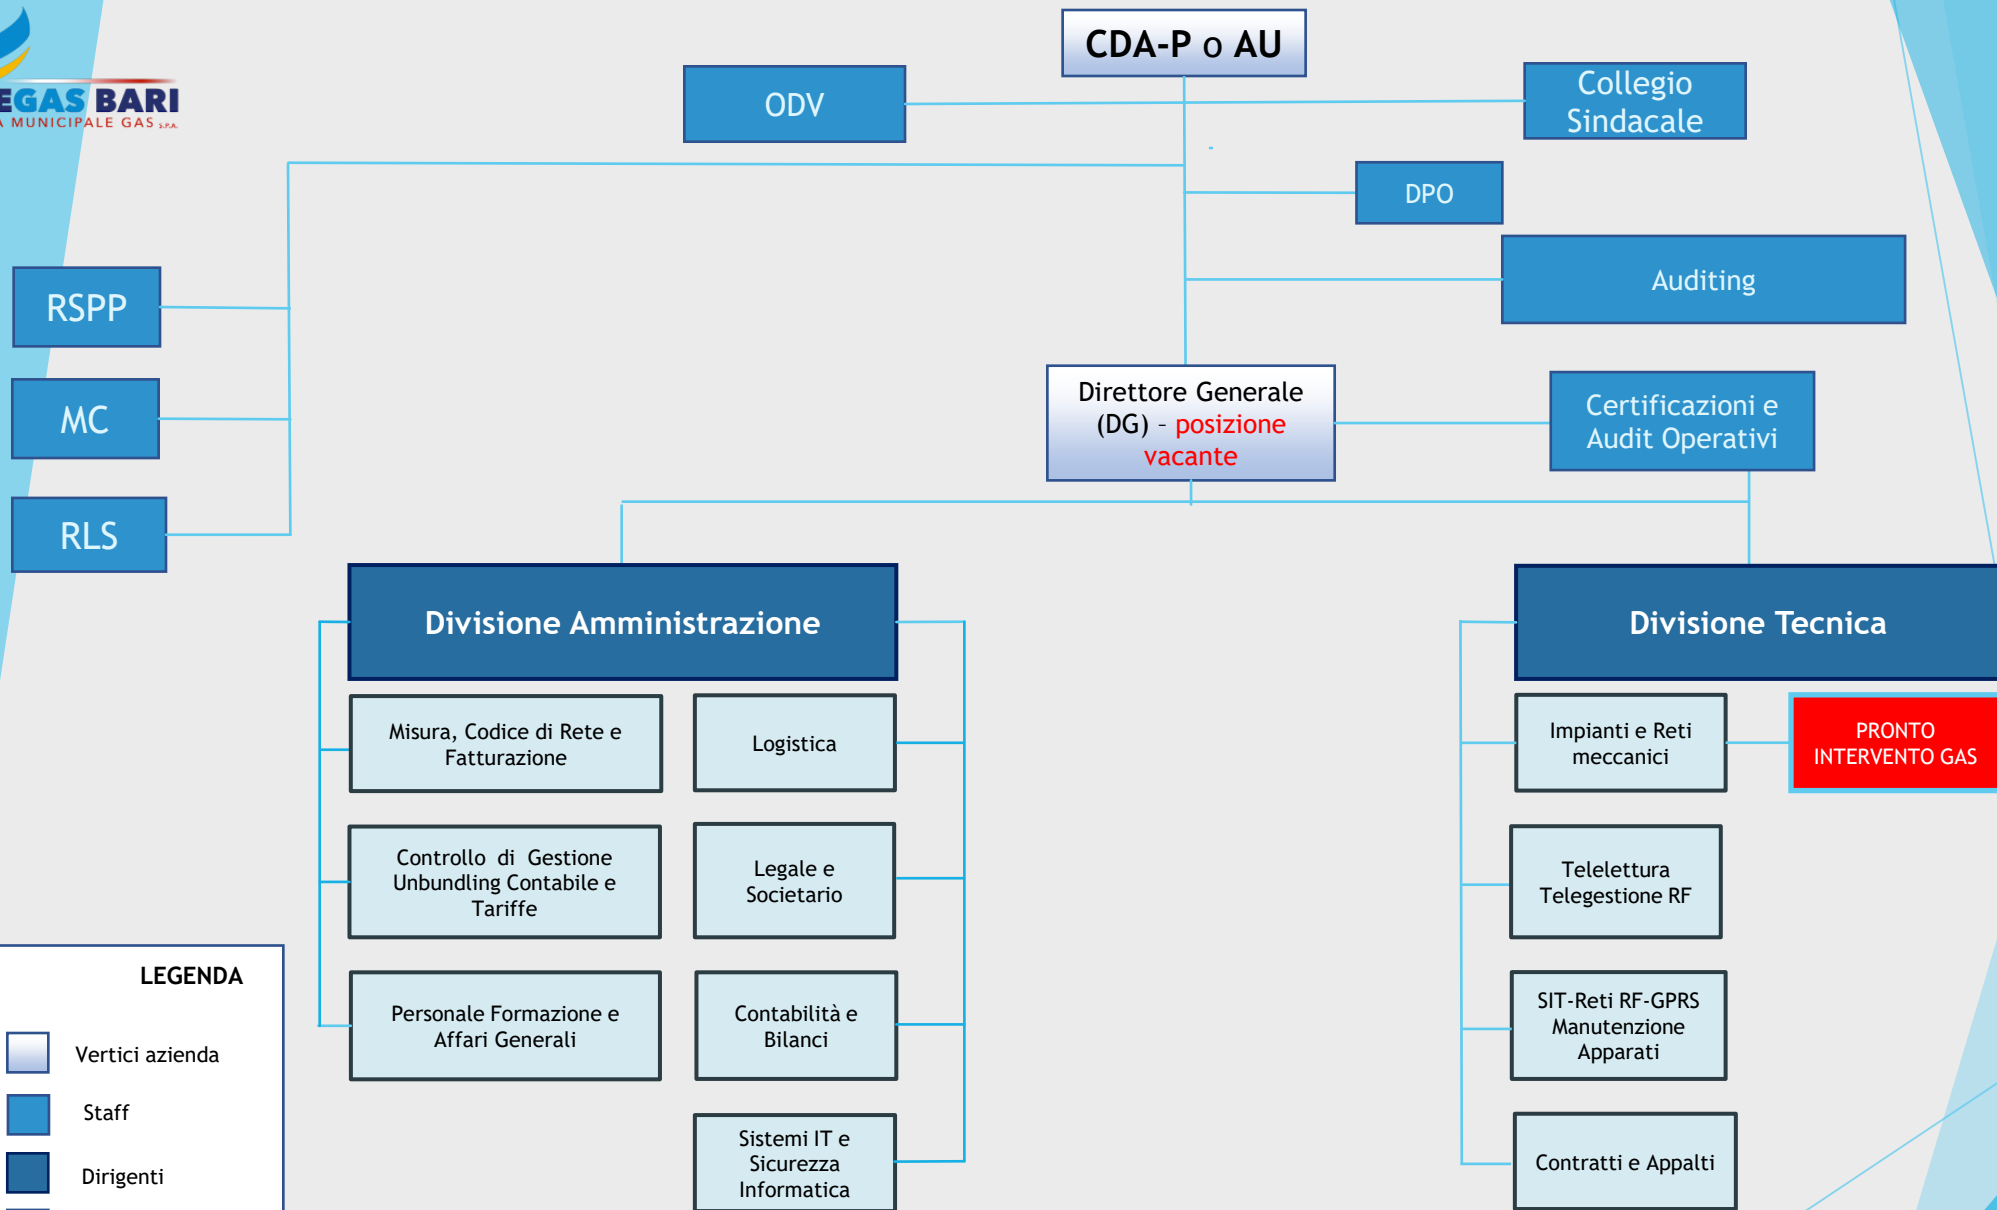 CDA-P o AU
ODV
Collegio
Sindacale
EGAS BARI
A MUNICIPALE GAS S.P.A.
-
DPO
Auditing
RSPP
MC
RLS
Direttore Generale
(DG) – posizione
vacante
Certificazioni e
Audit Operativi
Divisione Amministrazione
Divisione Tecnica
Misura, Codice di Rete e
Fatturazione
Logistica
Impianti e Reti
meccanici
PRONTO
INTERVENTO GAS
Controllo di Gestione
Unbundling Contabile e
Tariffe
Legale e
Societario
Telelettura
Telegestione RF
Personale Formazione e
Affari Generali
Contabilità e
Bilanci
SIT-Reti RF-GPRS
Manutenzione
Apparati
Sistemi IT e
Sicurezza
Informatica
Contratti e Appalti
LEGENDA
Vertici azienda
Staff
Dirigenti